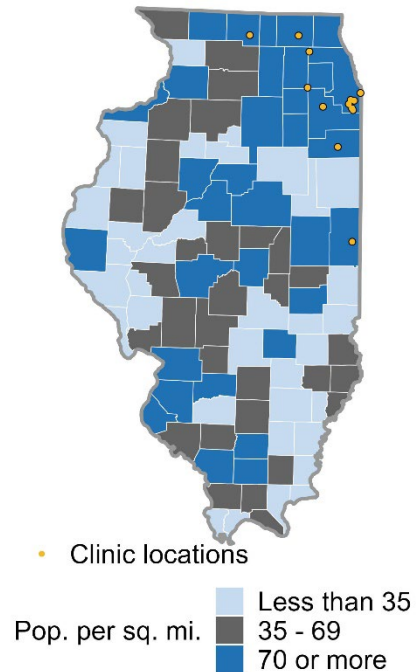 Clinic locations
Less than 35
Pop. per sq. mi. 35 - 69
70 or more